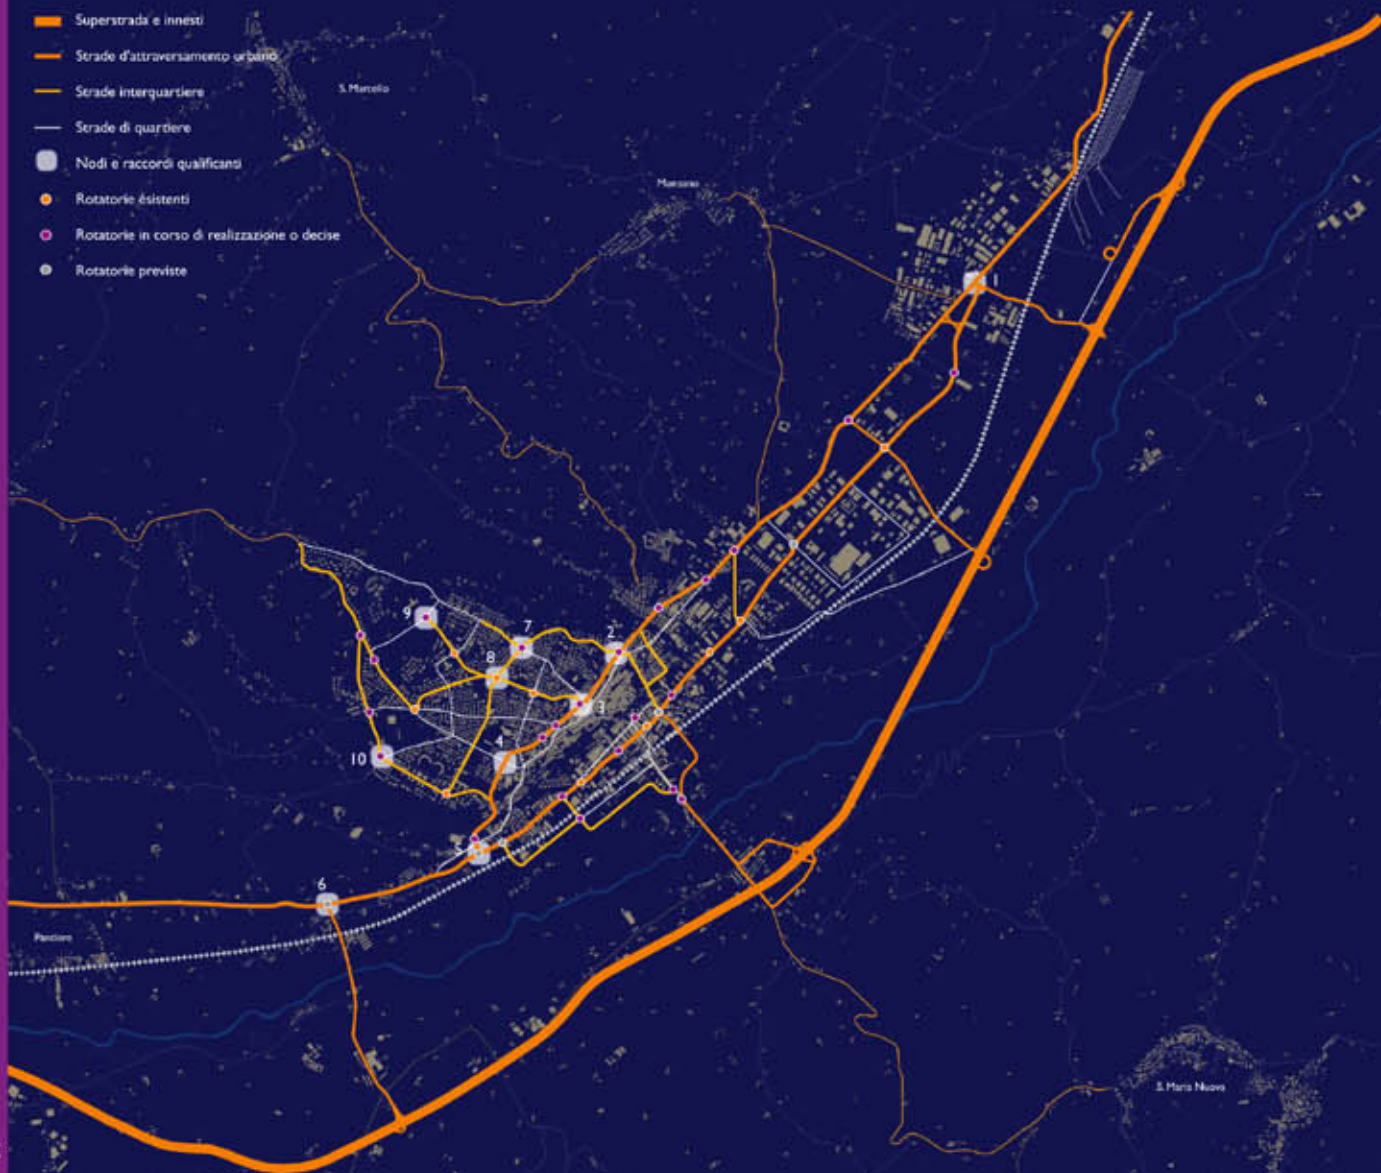 Superstrada e innesti
Strade d'attraversamento urbano
Strade interquartiere
Strade di quartiere
Nodi e raccordi qualificanti
Rotatorie esistenti
Rotatorie in corso di realizzazione o decise
Rotatorie previste
S. Marcello
1
9
7
2
8
3
4
10
5
6
S. Maria Nuova